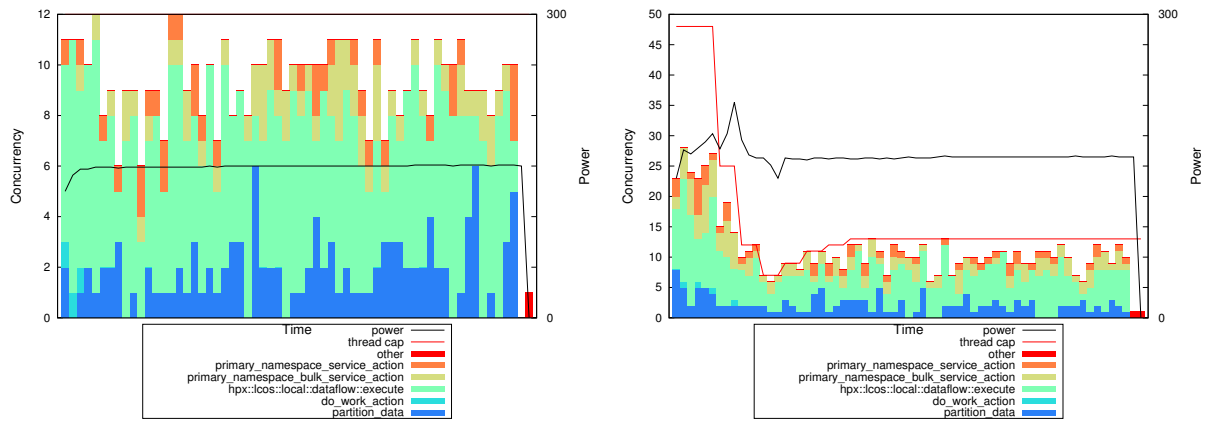 12
10
8
6
4
2
0
Concurrency
300
0
Power
Time
power
thread cap
other
primary_namespace_service_action
primary_namespace_bulk_service_action
hpx::lcos::local::dataflow::execute
do_work_action
partition_data
50
45
40
35
30
25
20
15
10
5
0
Concurrency
300
0
Power
Time
power
thread cap
other
primary_namespace_service_action
primary_namespace_bulk_service_action
hpx::lcos::local::dataflow::execute
do_work_action
partition_data